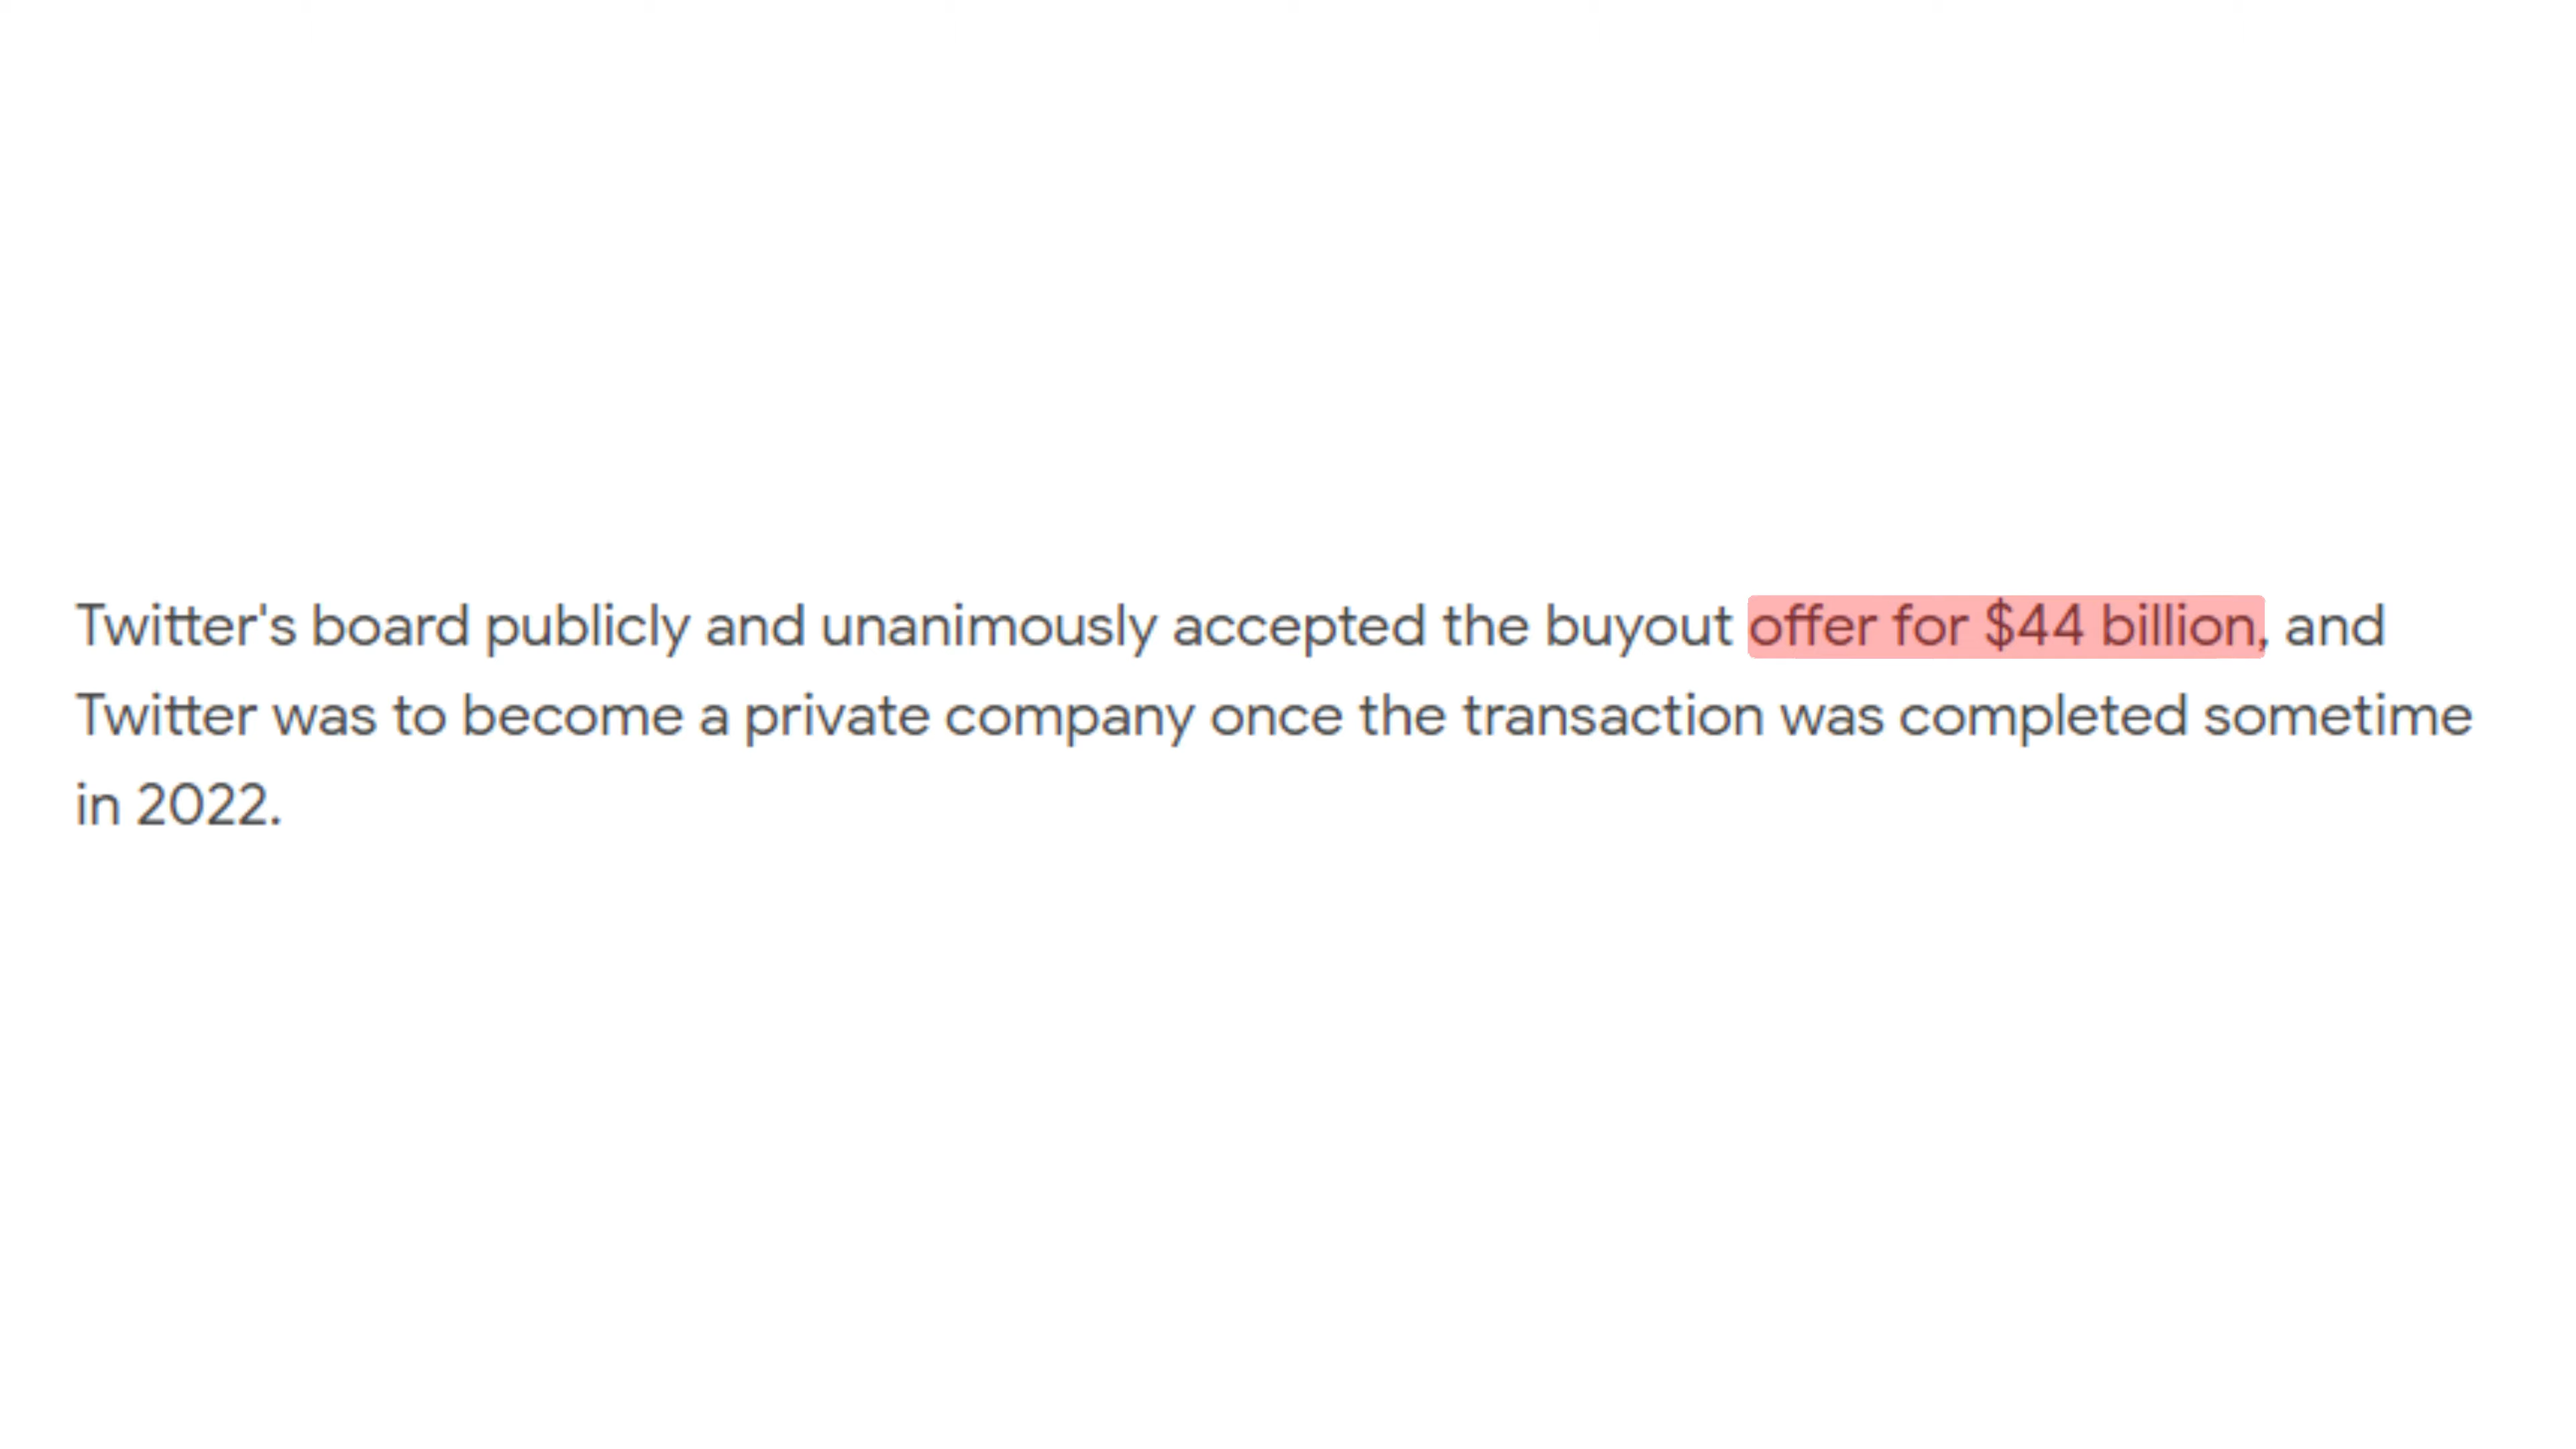 Twitter's board publicly and unanimously accepted the buyout offer for $44 billion, and
Twitter was to become a private company once the transaction was completed sometime
in 2022.